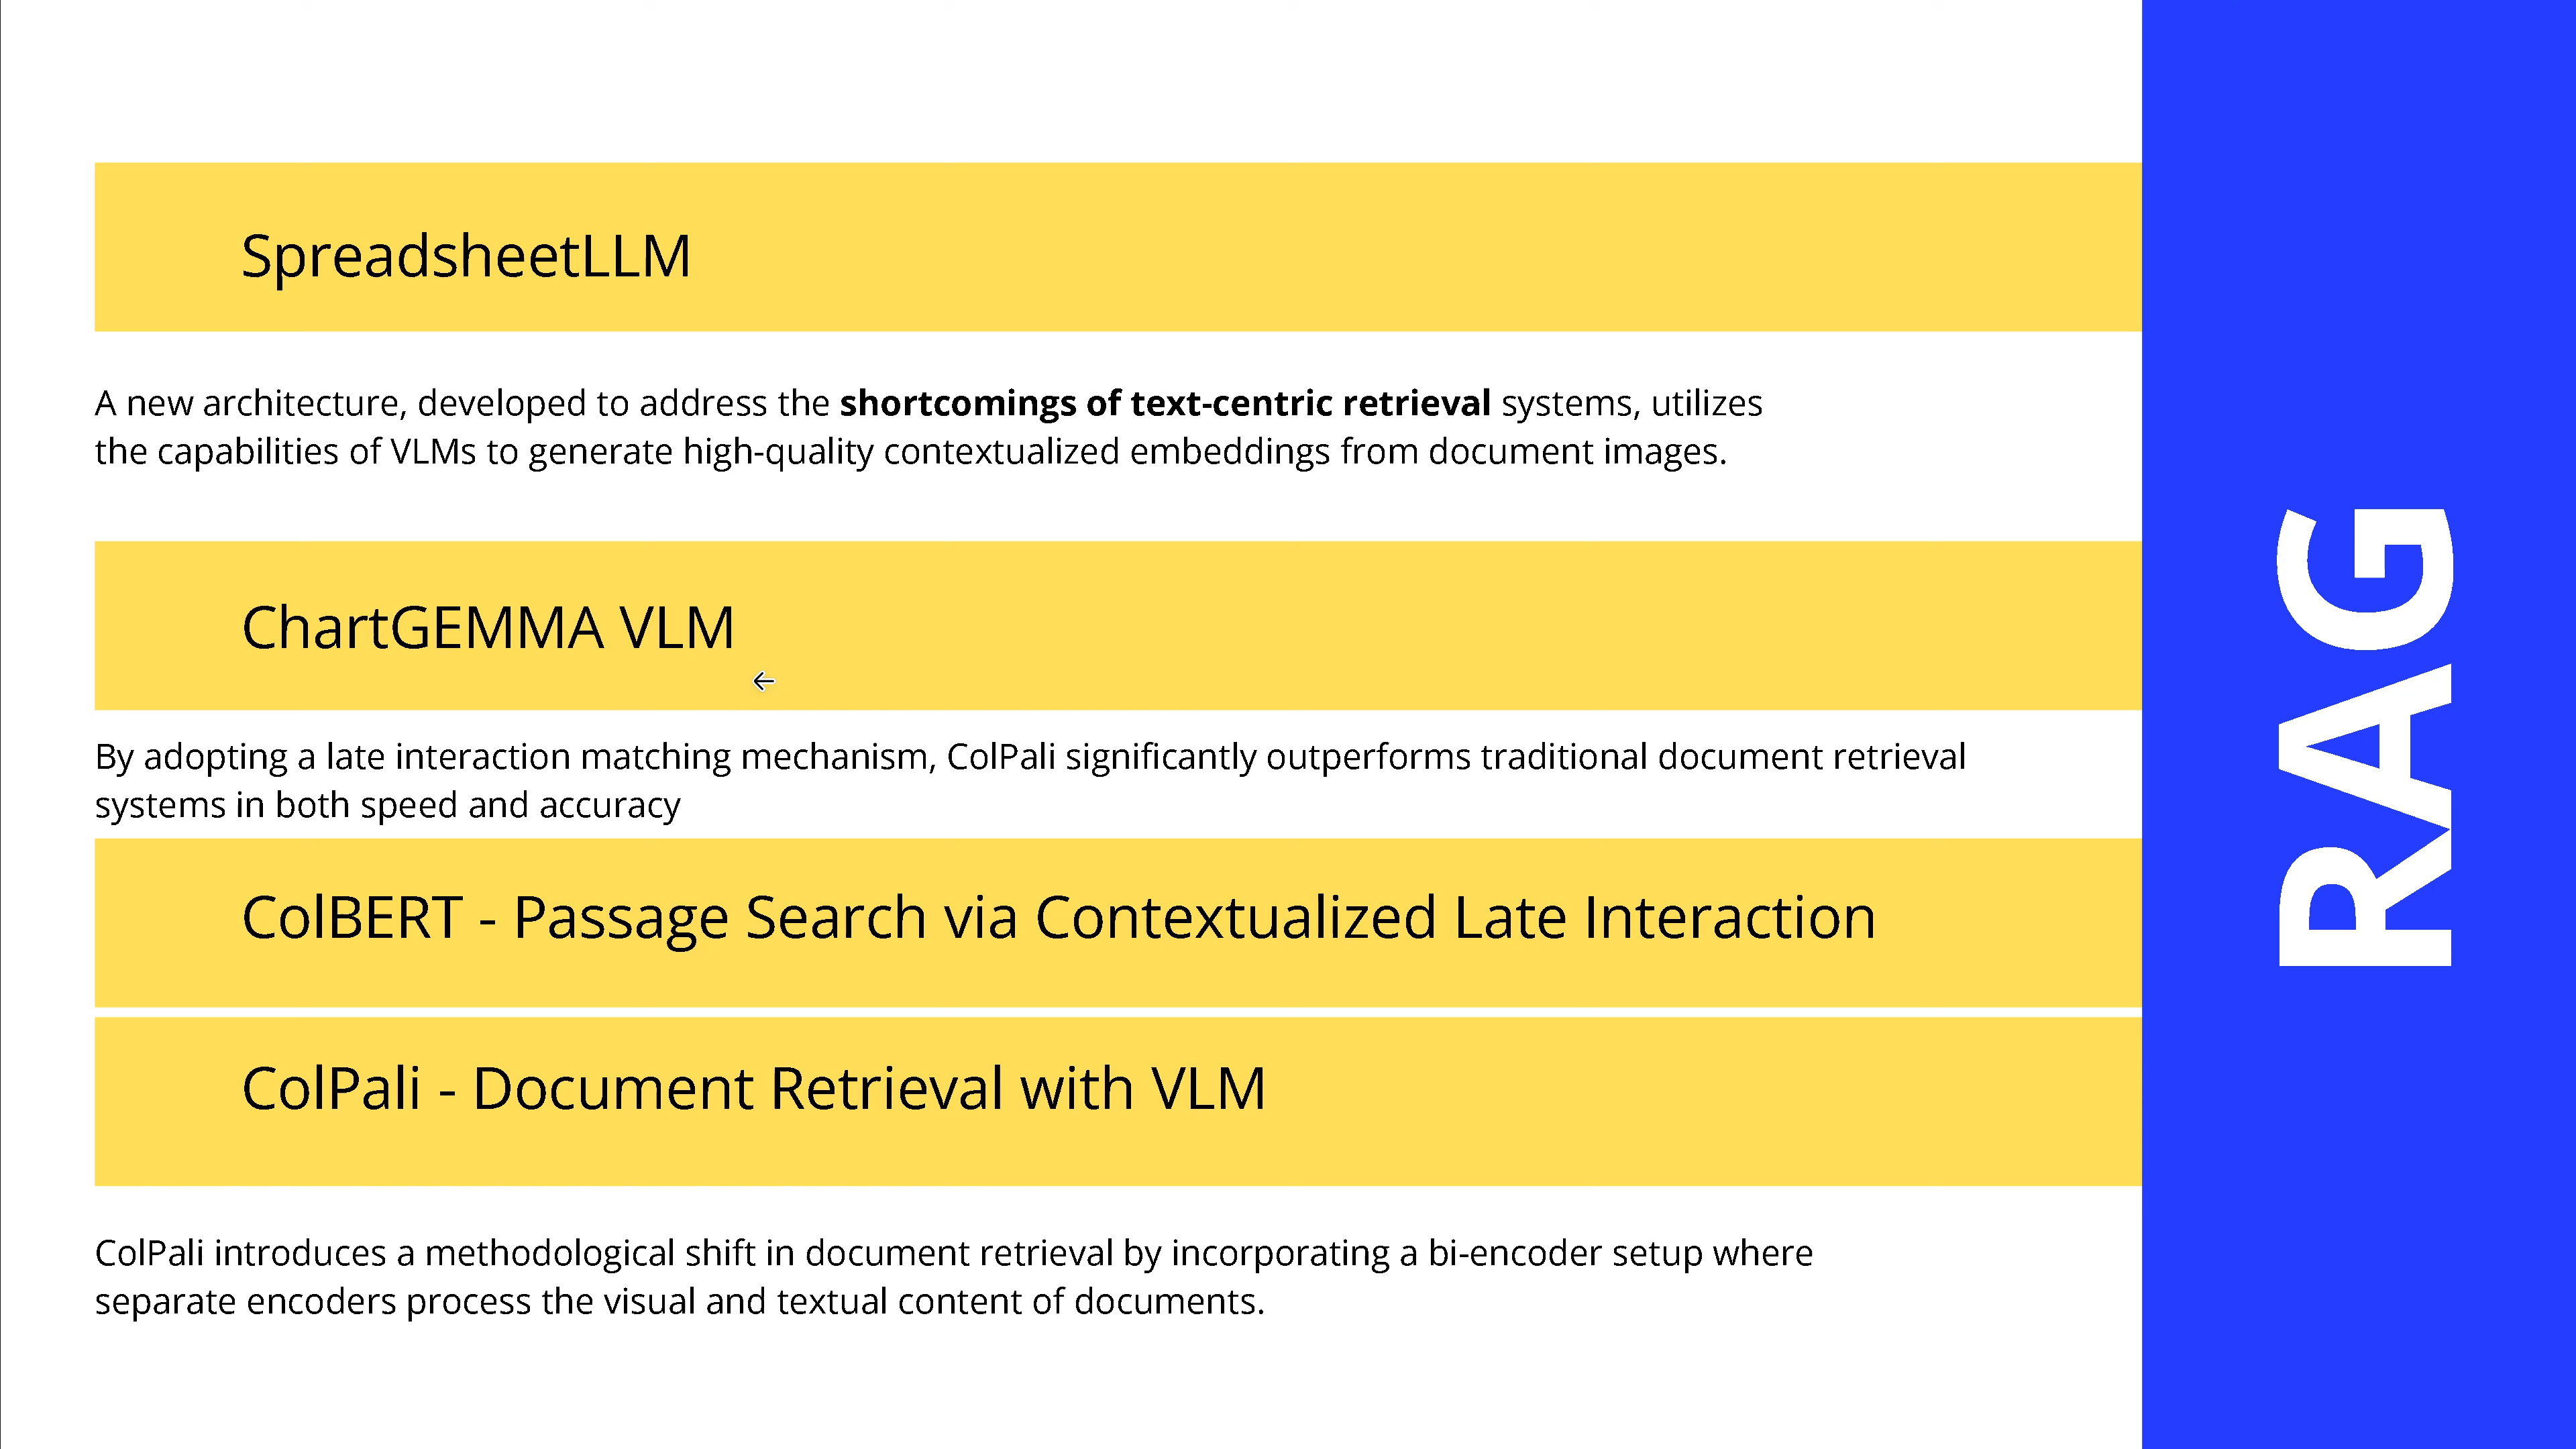 SpreadsheetLLM
A new architecture, developed to address the shortcomings of text-centric retrieval systems, utilizes
the capabilities of VLMs to generate high-quality contextualized embeddings from document images.
ChartGEMMA VLM
By adopting a late interaction matching mechanism, ColPali significantly outperforms traditional document retrieval
systems in both speed and accuracy
ColBERT - Passage Search via Contextualized Late Interaction
ColPali - Document Retrieval with VLM
ColPali introduces a methodological shift in document retrieval by incorporating a bi-encoder setup where
separate encoders process the visual and textual content of documents.
RAG